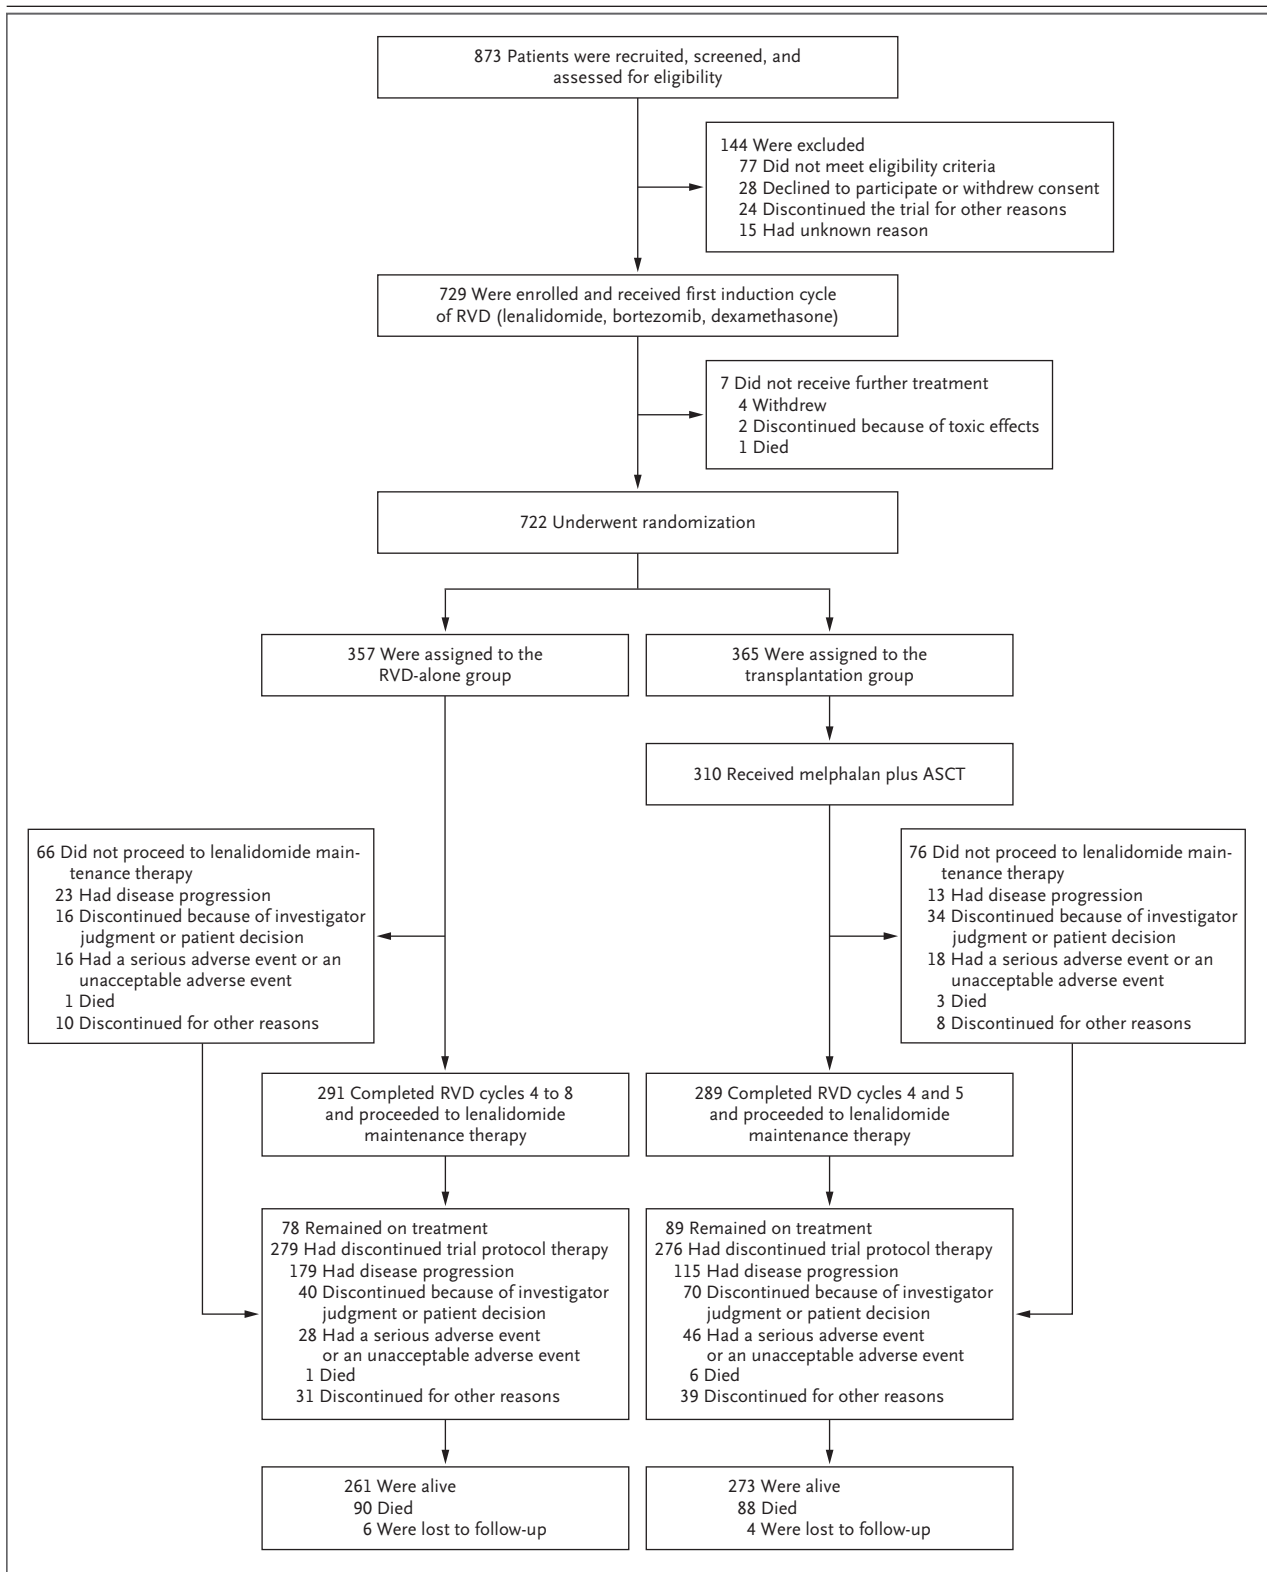 873 Patients were recruited, screened, and
assessed for eligibility
144 Were excluded
77 Did not meet eligibility criteria
28 Declined to participate or withdrew consent
24 Discontinued the trial for other reasons
15 Had unknown reason
729 Were enrolled and received first induction cycle
of RVD (lenalidomide, bortezomib, dexamethasone)
7 Did not receive further treatment
4 Withdrew
2 Discontinued because of toxic effects
1 Died
722 Underwent randomization
357 Were assigned to the
RVD-alone group
365 Were assigned to the
transplantation group
310 Received melphalan plus ASCT
66 Did not proceed to lenalidomide main-
tenance therapy
23 Had disease progression
16 Discontinued because of investigator
judgment or patient decision
16 Had a serious adverse event or an
unacceptable adverse event
1 Died
10 Discontinued for other reasons
76 Did not proceed to lenalidomide main-
tenance therapy
13 Had disease progression
34 Discontinued because of investigator
judgment or patient decision
18 Had a serious adverse event or an
unacceptable adverse event
3 Died
8 Discontinued for other reasons
291 Completed RVD cycles 4 to 8
and proceeded to lenalidomide
maintenance therapy
289 Completed RVD cycles 4 and 5
and proceeded to lenalidomide
maintenance therapy
78 Remained on treatment
279 Had discontinued trial protocol therapy
179 Had disease progression
40 Discontinued because of investigator
judgment or patient decision
28 Had a serious adverse event
or an unacceptable adverse event
1 Died
31 Discontinued for other reasons
89 Remained on treatment
276 Had discontinued trial protocol therapy
115 Had disease progression
70 Discontinued because of investigator
judgment or patient decision
46 Had a serious adverse event
or an unacceptable adverse event
6 Died
39 Discontinued for other reasons
261 Were alive
90 Died
6 Were lost to follow-up
273 Were alive
88 Died
4 Were lost to follow-up